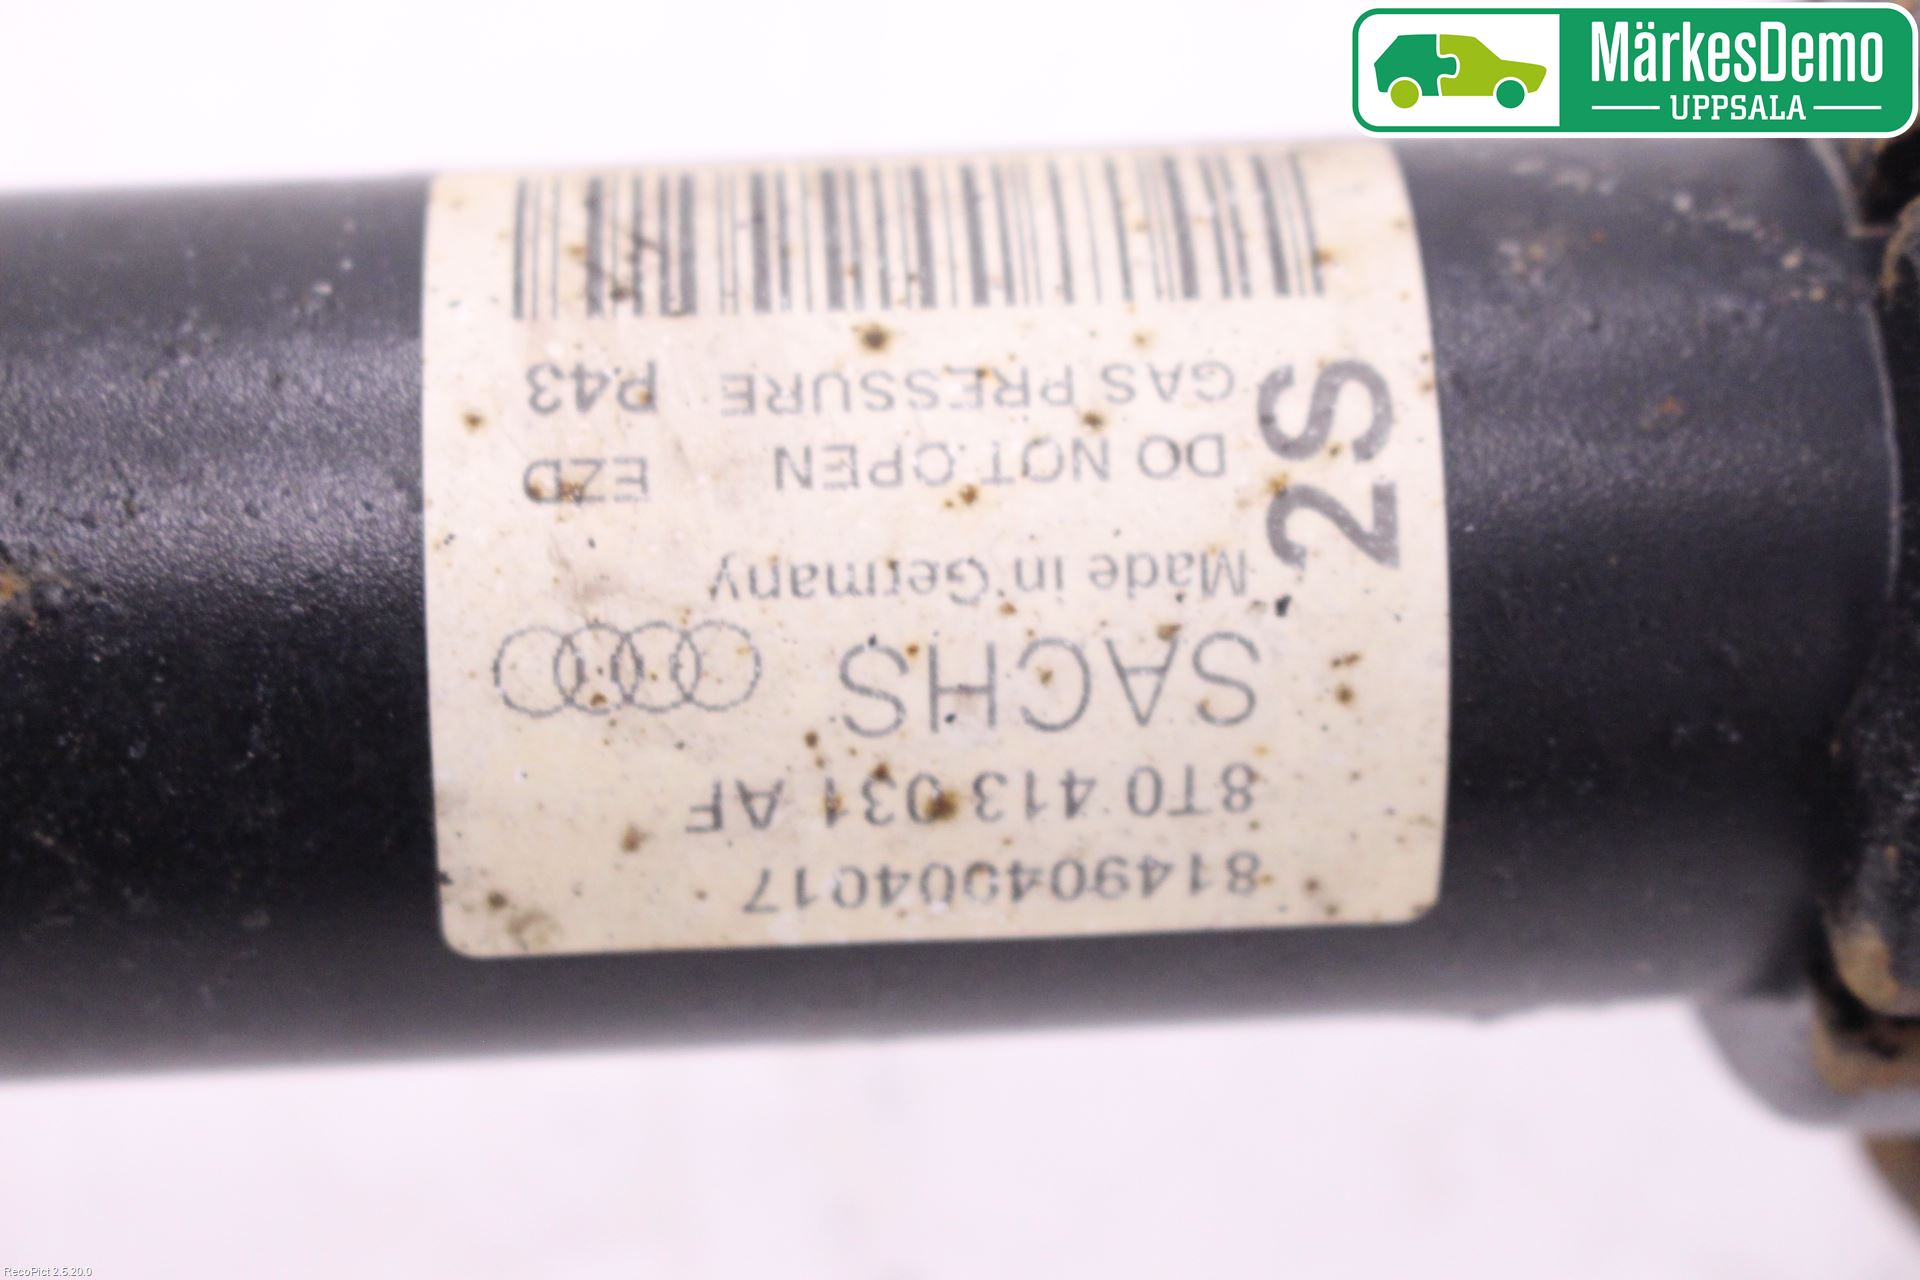 MärkesDemo
UPPSALA
814904004017
8T0 413 031 AF
SACHS
Made in Germany
DO NOT OPEN EZD
GAS PRESSURE P43
2S
RecoPict 2.5.20.0